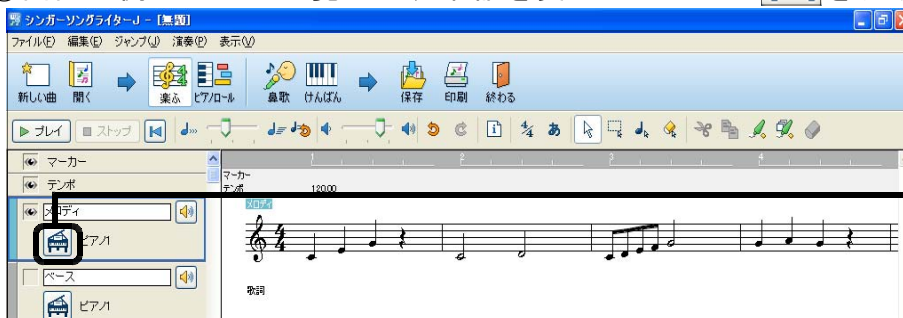 シンガーソングライターJ - [無題]
ファイル(F) 編集(E) ジャンプ(J) 演奏(P) 表示(V)
新しい曲 開く 楽ふ ピアノロール 鼻歌 けんばん 保存 印刷 終わる
プレイ ストップ
マーカー
テンポ
1 2 3 4
マーカー
テンポ 120.00
メロディ
ピアノ1
メロディ
歌詞
ベース
ピアノ1